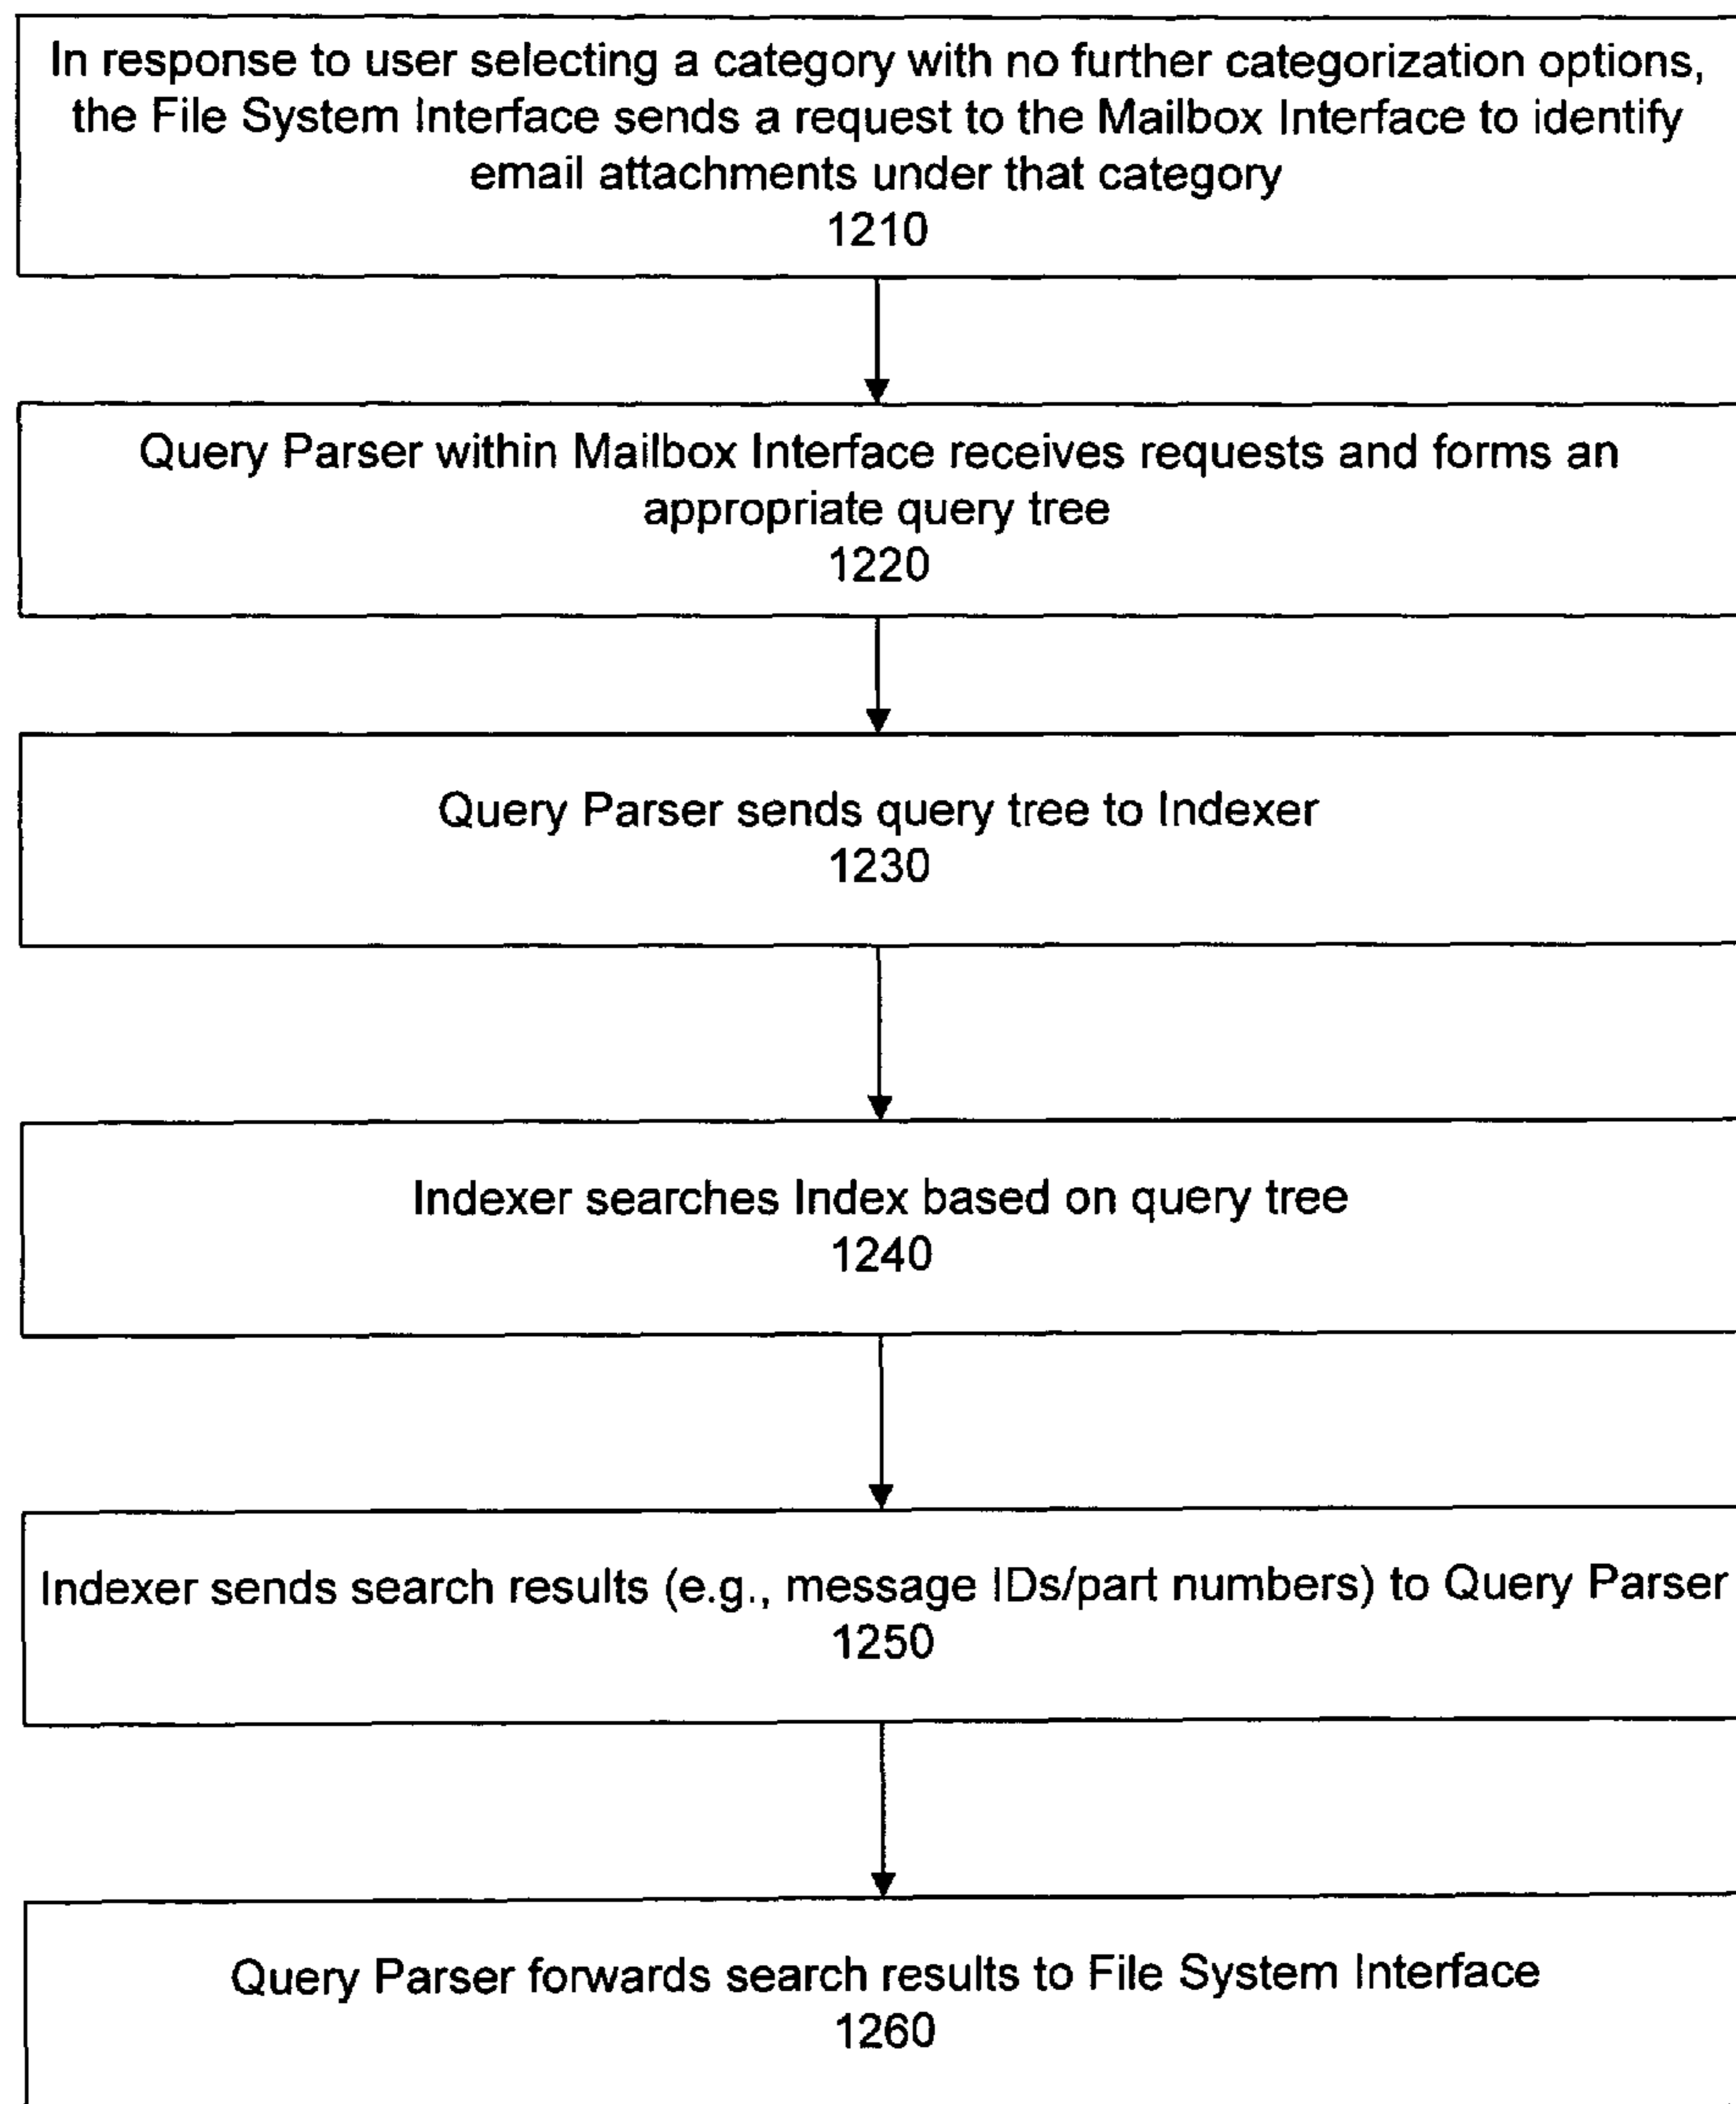 In response to user selecting a category with no further categorization options,
the File System Interface sends a request to the Mailbox Interface to identify
email attachments under that category
1210
Query Parser within Mailbox Interface receives requests and forms an
appropriate query tree
1220
Query Parser sends query tree to Indexer
1230
Indexer searches Index based on query tree
1240
Indexer sends search results (e.g., message IDs/part numbers) to Query Parser
1250
Query Parser forwards search results to File System Interface
1260